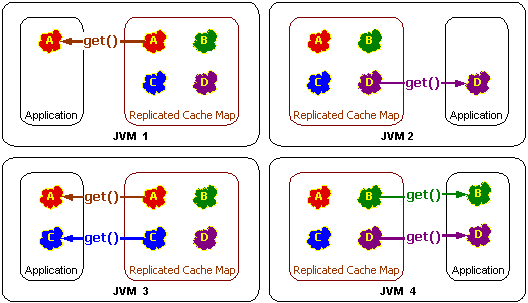 A get() A B
C D
Application Replicated Cache Map
JVM 1
A B
C D get() D
Replicated Cache Map Application
JVM 2
A get() A B
C get() C D
Application Replicated Cache Map
JVM 3
A B get() B
C D get() D
Replicated Cache Map Application
JVM 4